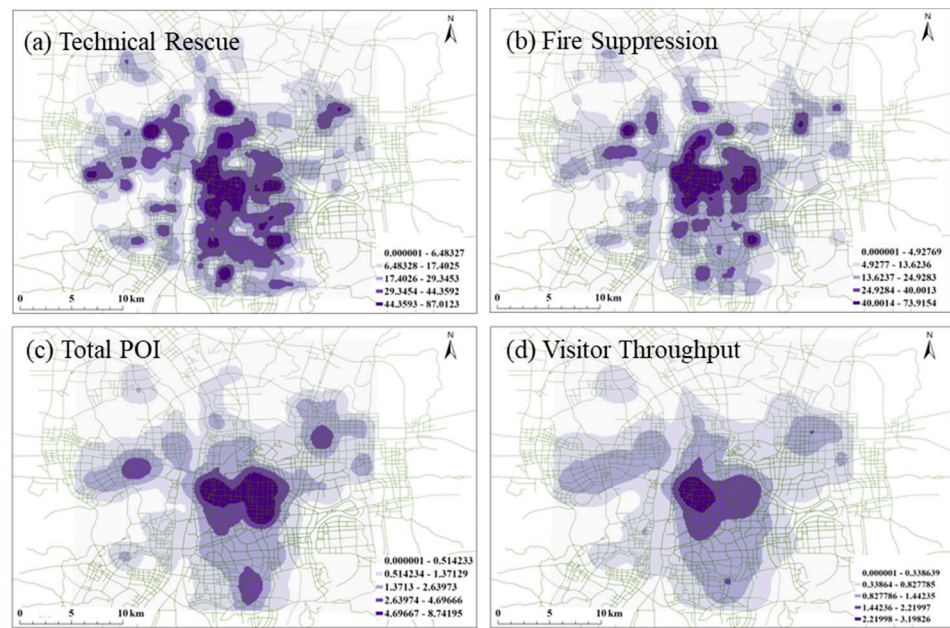 N
(a) Technical Rescue
0.000001 - 6.48327
6.48328 - 17.4025
17.4026 - 29.3453
29.3454 - 44.3592
44.3593 - 87.0123
0 5 10 km
N
(b) Fire Suppression
0.000001 - 4.92769
4.9277 - 13.6236
13.6237 - 24.9283
24.9284 - 40.0013
40.0014 - 73.9154
0 5 10 km
N
(c) Total POI
0.000001 - 0.514233
0.514234 - 1.37129
1.3713 - 2.63973
2.63974 - 4.69666
4.69667 - 8.74195
0 5 10 km
N
(d) Visitor Throughput
0.000001 - 0.338639
0.33864 - 0.827785
0.827786 - 1.44235
1.44236 - 2.21997
2.21998 - 3.19826
0 5 10 km